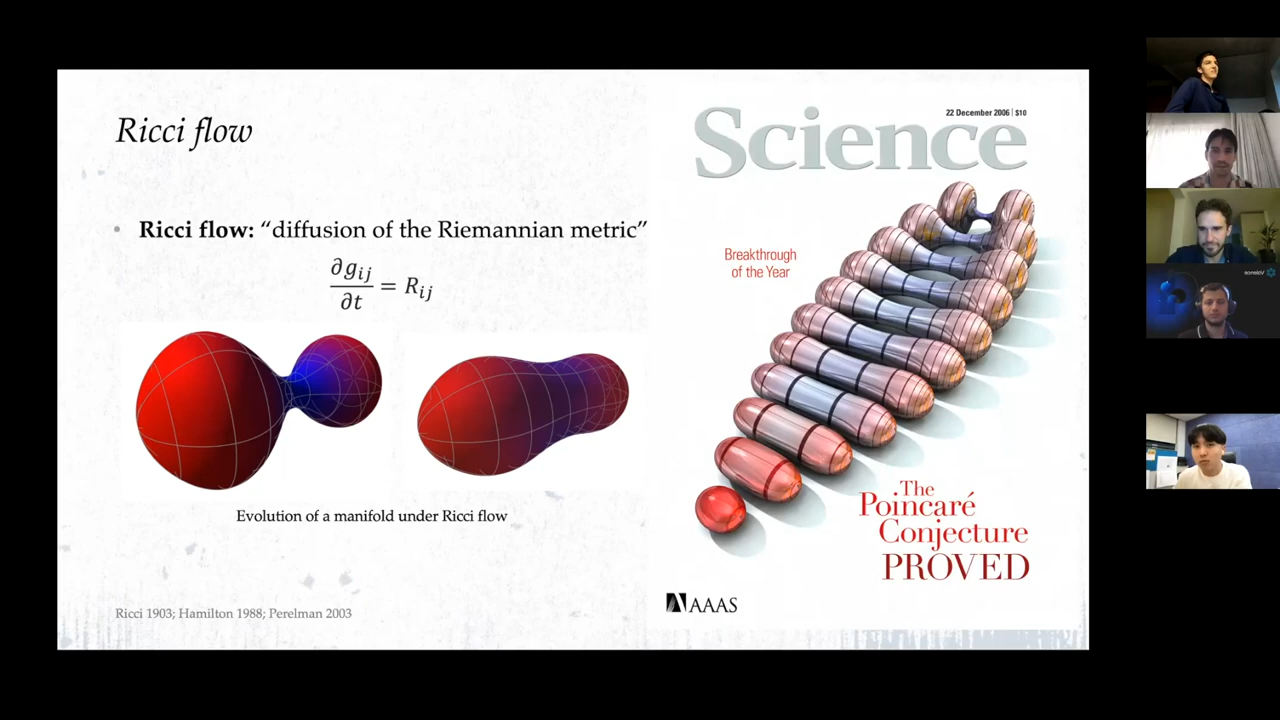 Ricci flow
• Ricci flow: “diffusion of the Riemannian metric”
∂g_ij/∂t = R_ij
Evolution of a manifold under Ricci flow
Ricci 1903; Hamilton 1988; Perelman 2003
22 December 2006 | $10
Science
Breakthrough
of the Year
The
Poincaré
Conjecture
PROVED
AAAS